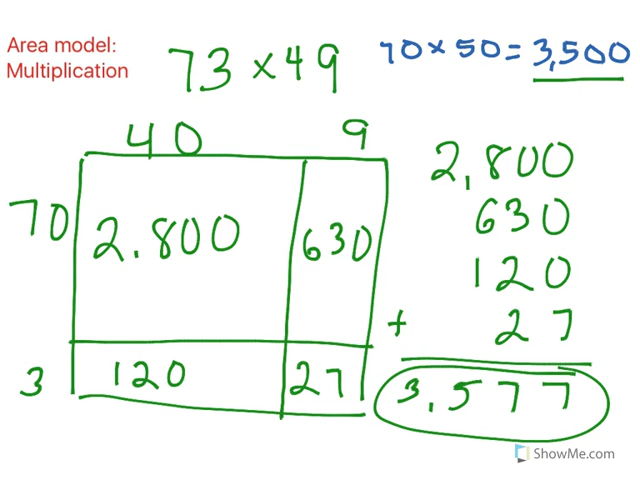 Area model:
Multiplication
73 × 49
70 × 50 = 3,500
40 9
70 2.800 630
3 120 27
2,800
630
120
+ 27
3,577
ShowMe.com